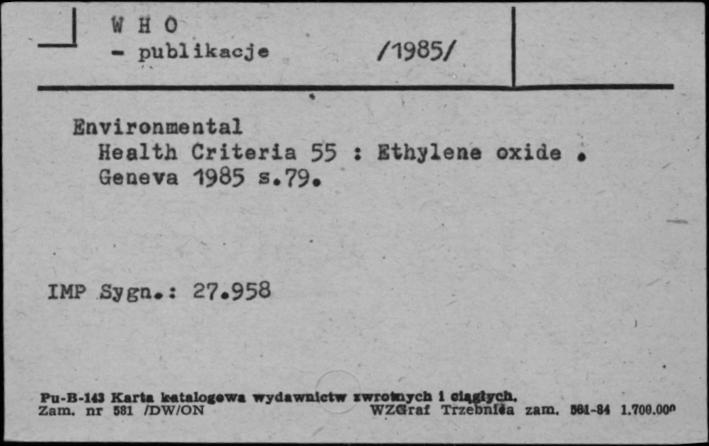 W H O
- publikacje /1985/
Environmental
Health Criteria 55 : Ethylene oxide .
Geneva 1985 s.79.
IMP Sygn.: 27.958
Pu-B-143 Karta katalogowa wydawnictw zwrotnych i ciągłych.
Zam. nr 581 /DW/ON WZGraf Trzebnica zam. 561-84 1.700.000